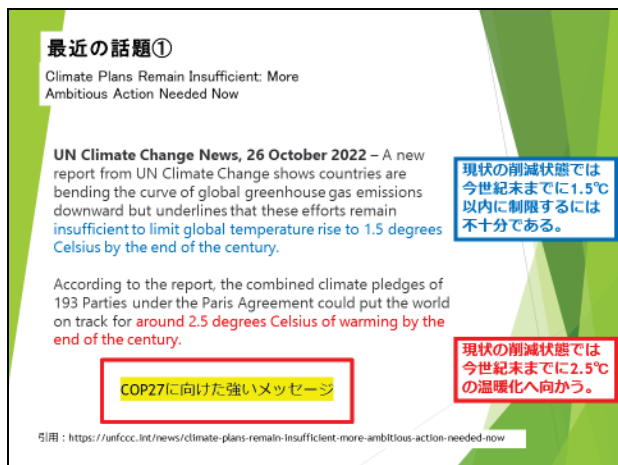 最近の話題①
Climate Plans Remain Insufficient: More
Ambitious Action Needed Now
UN Climate Change News, 26 October 2022 – A new
report from UN Climate Change shows countries are
bending the curve of global greenhouse gas emissions
downward but underlines that these efforts remain
insufficient to limit global temperature rise to 1.5 degrees
Celsius by the end of the century.
現状の削減状態では
今世紀末までに1.5℃
以内に制限するには
不十分である。
According to the report, the combined climate pledges of
193 Parties under the Paris Agreement could put the world
on track for around 2.5 degrees Celsius of warming by the
end of the century.
現状の削減状態では
今世紀末までに2.5℃
の温暖化へ向かう。
COP27に向けた強いメッセージ
引用：https://unfccc.int/news/climate-plans-remain-insufficient-more-ambitious-action-needed-now